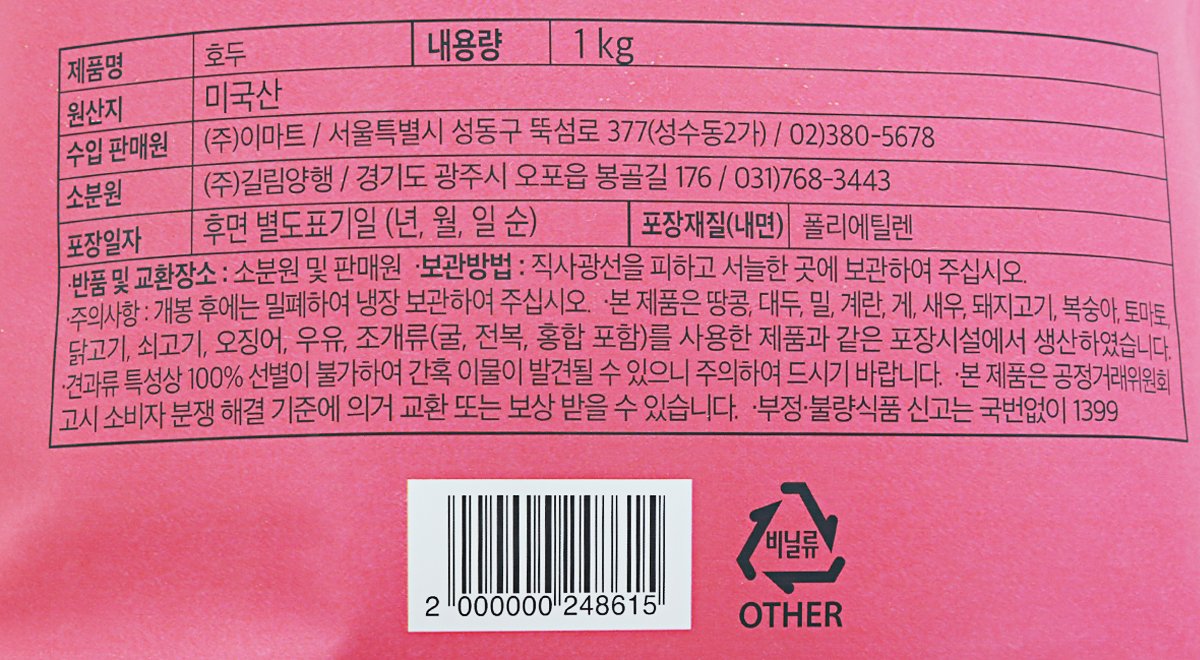 제품명 호두 내용량 1 kg
원산지 미국산
수입 판매원 (주)이마트 / 서울특별시 성동구 뚝섬로 377(성수동2가) / 02)380-5678
소분원 (주)길림양행 / 경기도 광주시 오포읍 봉골길 176 / 031)768-3443
포장일자 후면 별도표기일 (년, 월, 일 순) 포장재질(내면) 폴리에틸렌
·반품 및 교환장소 : 소분원 및 판매원 ·보관방법 : 직사광선을 피하고 서늘한 곳에 보관하여 주십시오.
·주의사항 : 개봉 후에는 밀폐하여 냉장 보관하여 주십시오. ·본 제품은 땅콩, 대두, 밀, 계란, 게, 새우, 돼지고기, 복숭아, 토마토,
닭고기, 쇠고기, 오징어, 우유, 조개류(굴, 전복, 홍합 포함)를 사용한 제품과 같은 포장시설에서 생산하였습니다.
·견과류 특성상 100% 선별이 불가하여 간혹 이물이 발견될 수 있으니 주의하여 드시기 바랍니다. ·본 제품은 공정거래위원회
고시 소비자 분쟁 해결 기준에 의거 교환 또는 보상 받을 수 있습니다. ·부정·불량식품 신고는 국번없이 1399
비닐류
OTHER
2 000000 248615